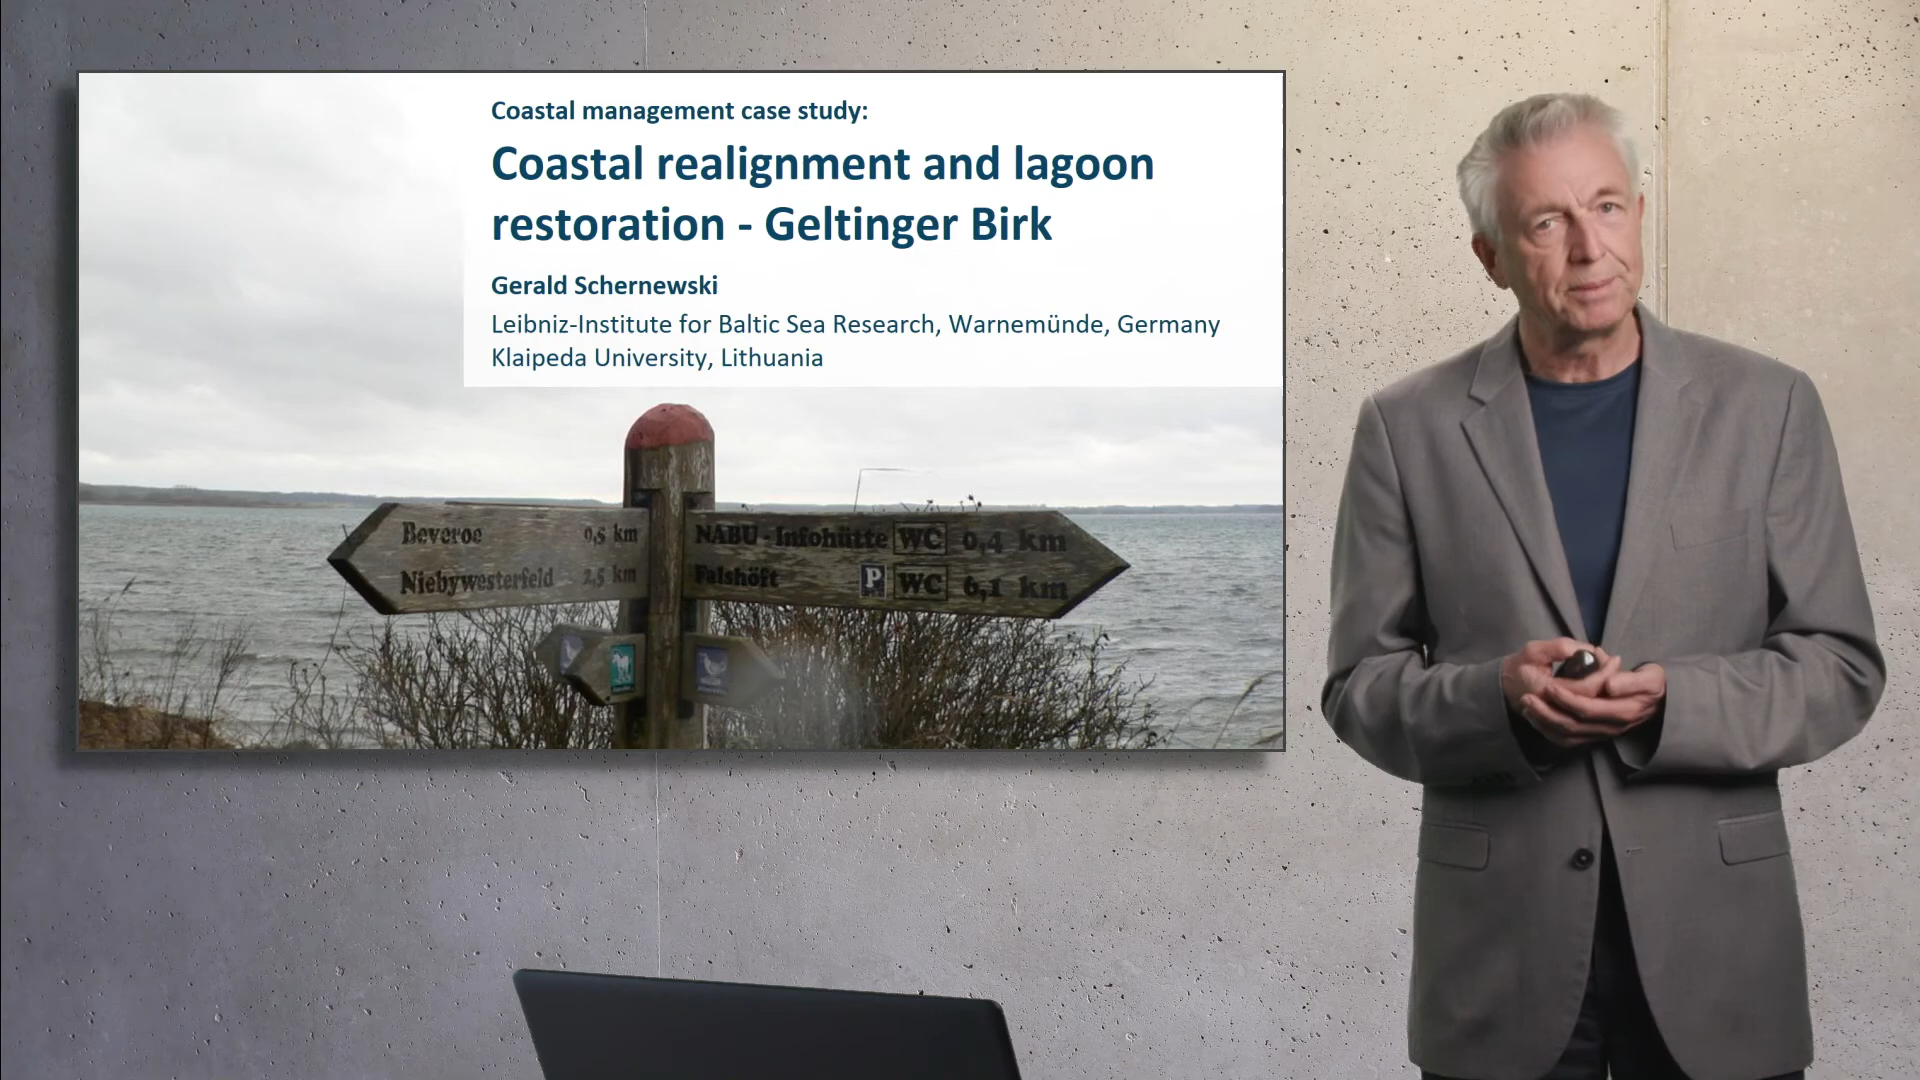 Coastal management case study:
Coastal realignment and lagoon
restoration - Geltinger Birk
Gerald Schernewski
Leibniz-Institute for Baltic Sea Research, Warnemünde, Germany
Klaipeda University, Lithuania
Beveroe 0,5 km
Niebywesterfeld 2,5 km
NABU - Infohütte WC 0,4 km
Falshöft P WC 6,1 km